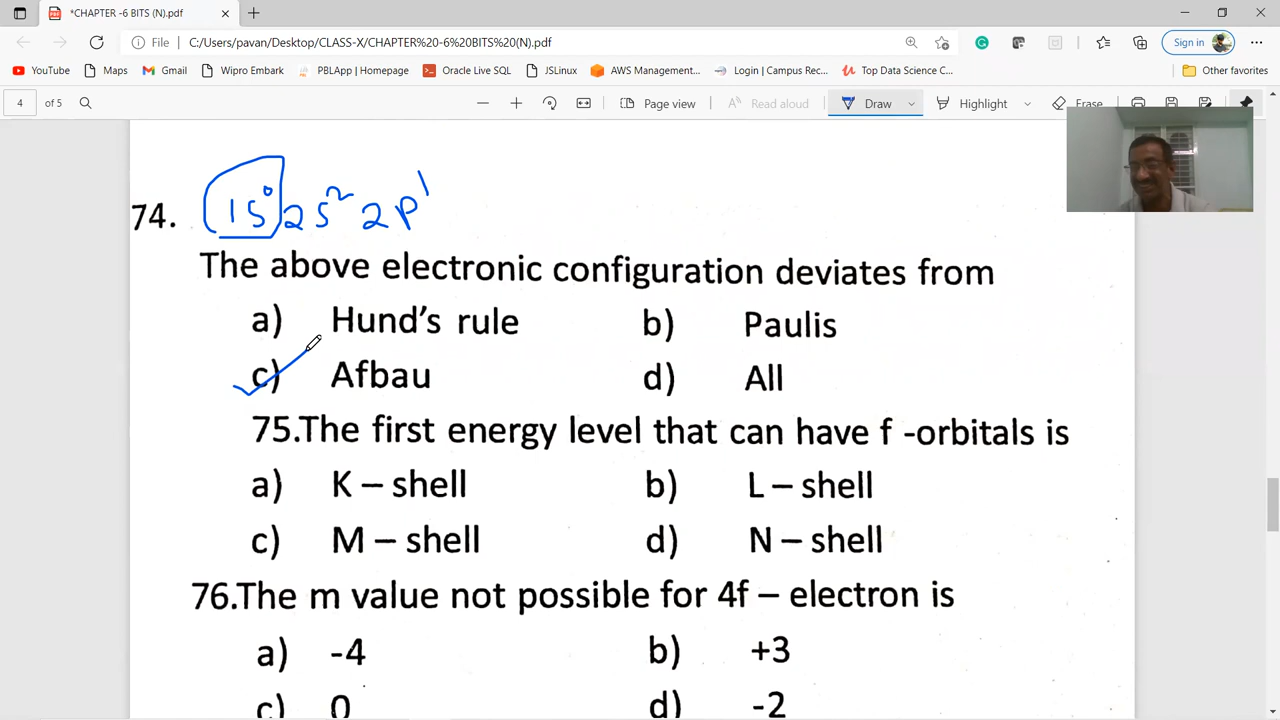 *CHAPTER -6 BITS (N).pdf
File C:/Users/pavan/Desktop/CLASS-X/CHAPTER%20-6%20BITS%20(N).pdf Sign in
YouTube Maps Gmail Wipro Embark PBLApp | Homepage Oracle Live SQL JSLinux AWS Management... Login | Campus Rec... Top Data Science C... Other favorites
4 of 5 Page view Read aloud Draw Highlight Erase
74. 1s⁰ 2s² 2p¹
The above electronic configuration deviates from
a) Hund's rule b) Paulis
c) Afbau d) All
75.The first energy level that can have f -orbitals is
a) K – shell b) L – shell
c) M – shell d) N – shell
76.The m value not possible for 4f – electron is
a) -4 b) +3
c) 0 d) -2